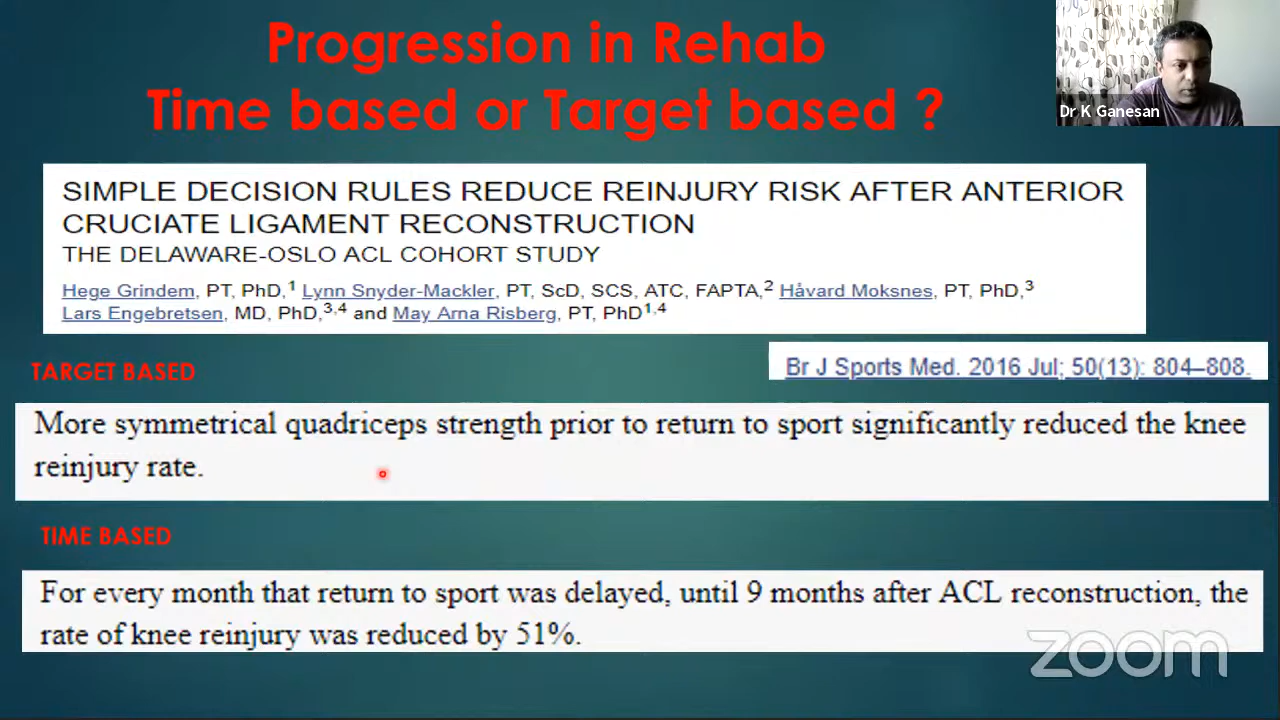 Progression in Rehab
Time based or Target based ?
Dr K Ganesan
SIMPLE DECISION RULES REDUCE REINJURY RISK AFTER ANTERIOR
CRUCIATE LIGAMENT RECONSTRUCTION
THE DELAWARE-OSLO ACL COHORT STUDY
Hege Grindem, PT, PhD,1 Lynn Snyder-Mackler, PT, ScD, SCS, ATC, FAPTA,2 Håvard Moksnes, PT, PhD,3
Lars Engebretsen, MD, PhD,3,4 and May Arna Risberg, PT, PhD1,4
Br J Sports Med. 2016 Jul; 50(13): 804–808.
TARGET BASED
More symmetrical quadriceps strength prior to return to sport significantly reduced the knee
reinjury rate.
TIME BASED
For every month that return to sport was delayed, until 9 months after ACL reconstruction, the
rate of knee reinjury was reduced by 51%.
zoom